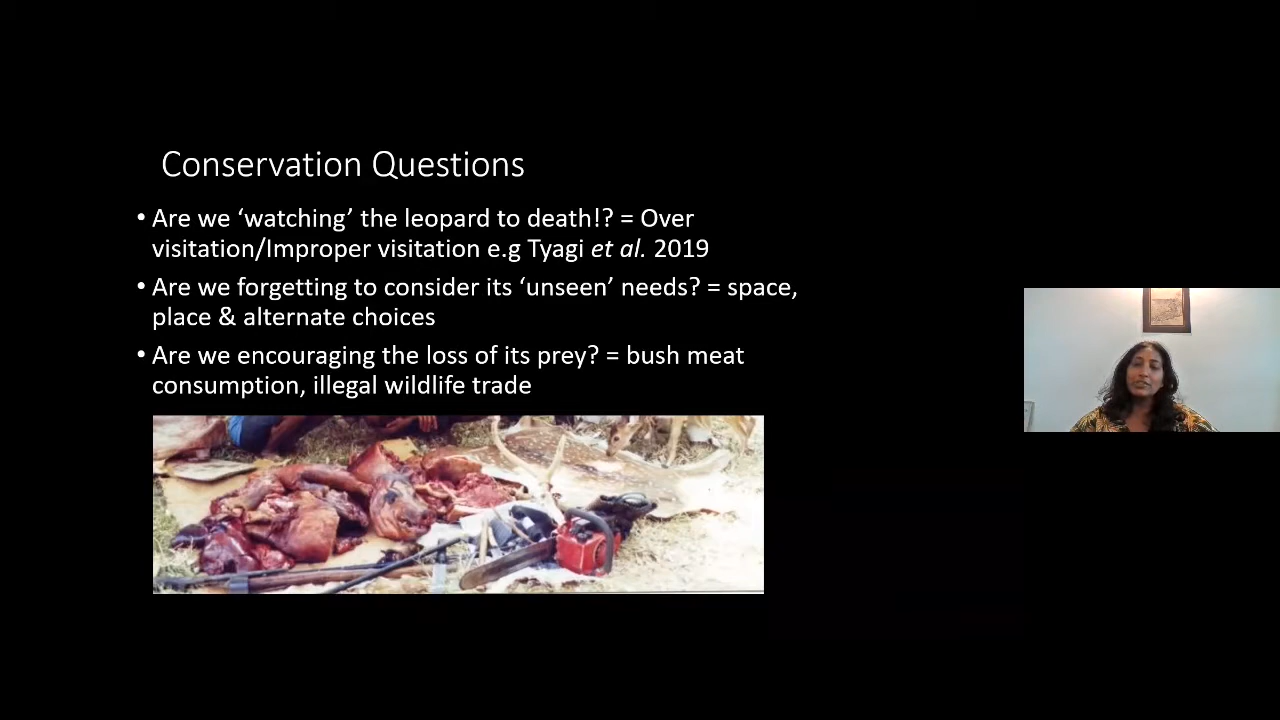 Conservation Questions
• Are we ‘watching’ the leopard to death!? = Over
visitation/Improper visitation e.g Tyagi et al. 2019
• Are we forgetting to consider its ‘unseen’ needs? = space,
place & alternate choices
• Are we encouraging the loss of its prey? = bush meat
consumption, illegal wildlife trade